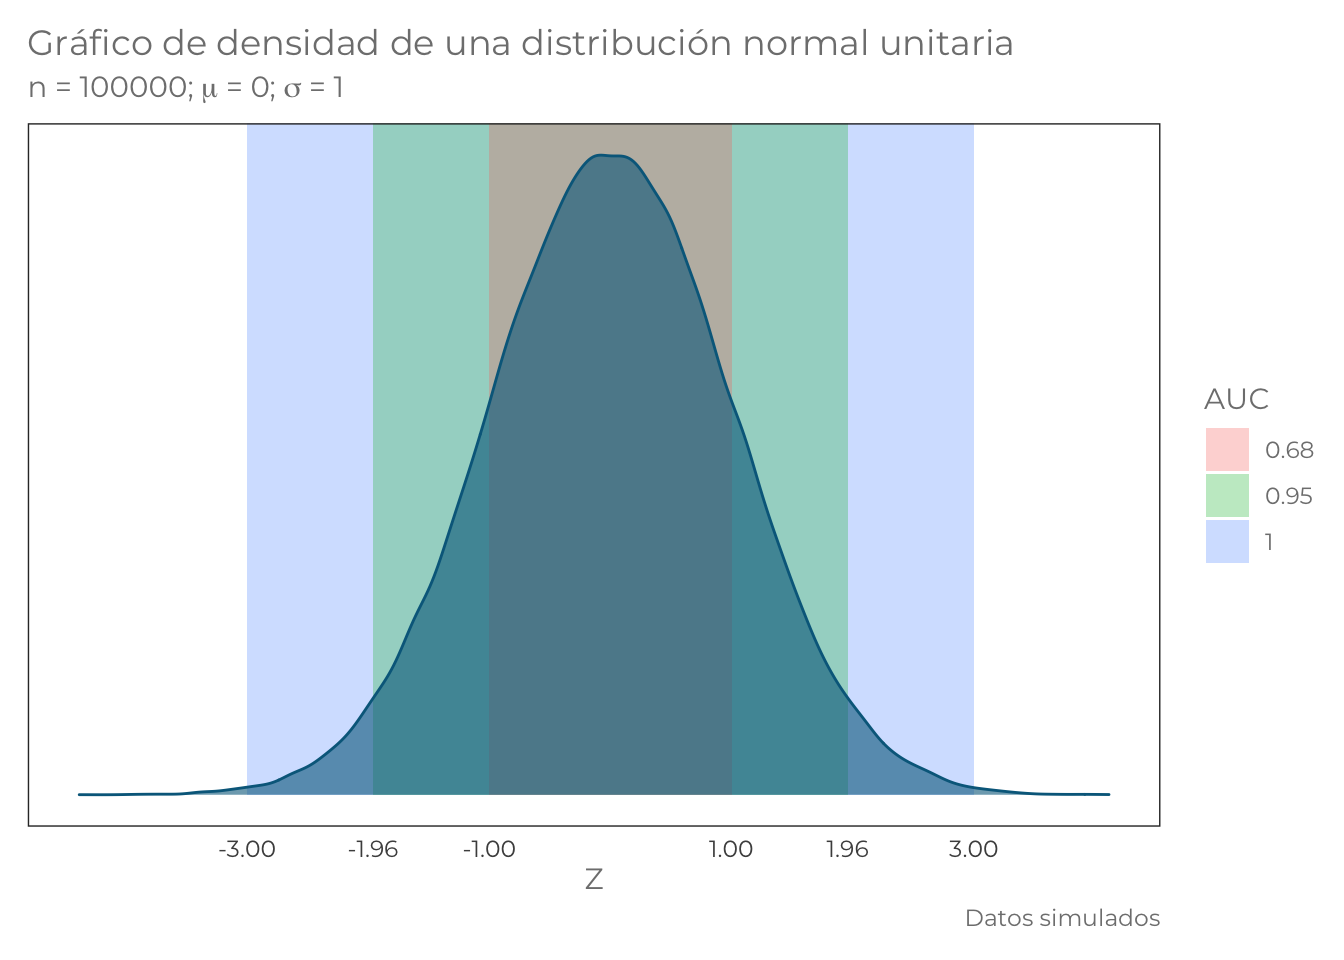 Gráfico de densidad de una distribución normal unitaria
n = 100000; μ = 0; σ = 1
AUC
0.68
0.95
1
-3.00 -1.96 -1.00 1.00 1.96 3.00
Z
Datos simulados